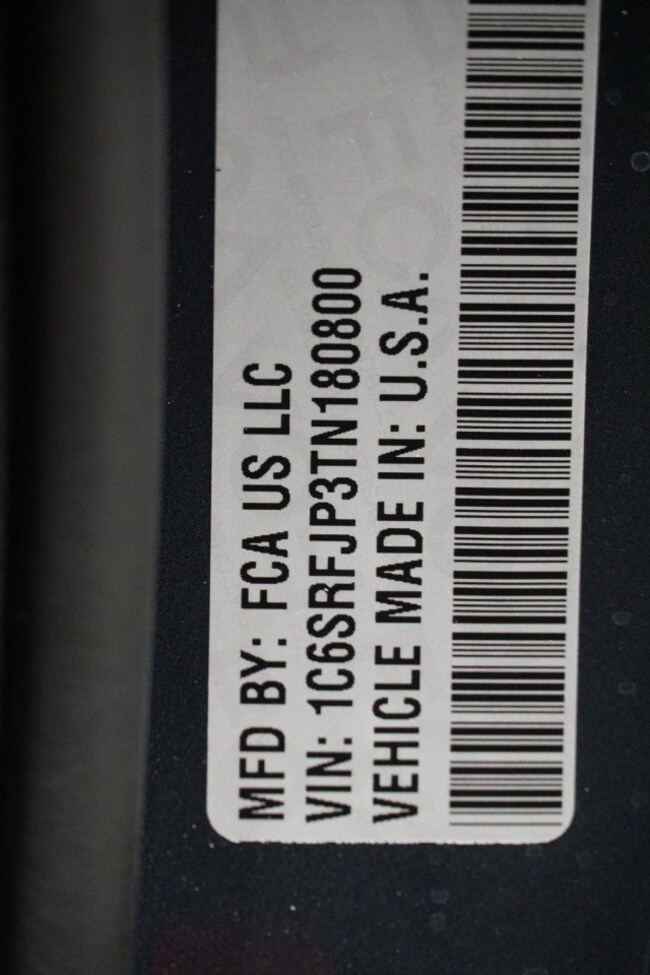 MFD BY: FCA US LLC
VIN: 1C6SRFJP3TN180800
VEHICLE MADE IN: U.S.A.